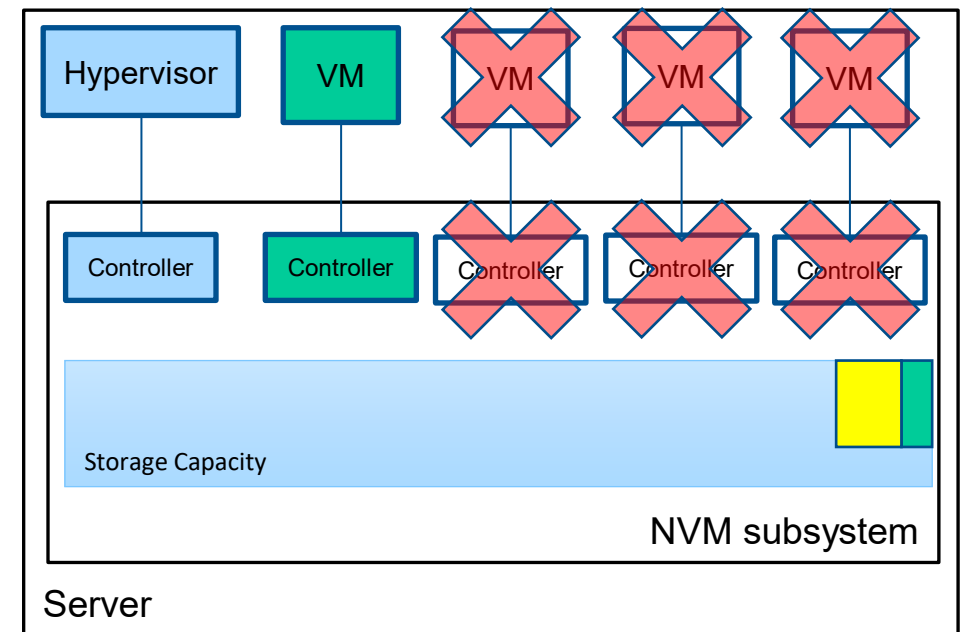 Hypervisor
VM
VM
VM
VM
Controller
Controller
Controller
Controller
Controller
Storage Capacity
NVM subsystem
Server